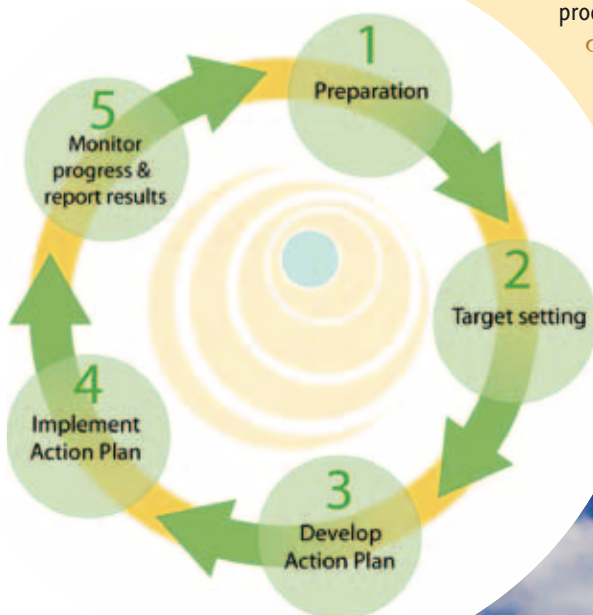 1
Preparation
2
Target setting
3
Develop
Action Plan
4
Implement
Action Plan
5
Monitor
progress &
report results